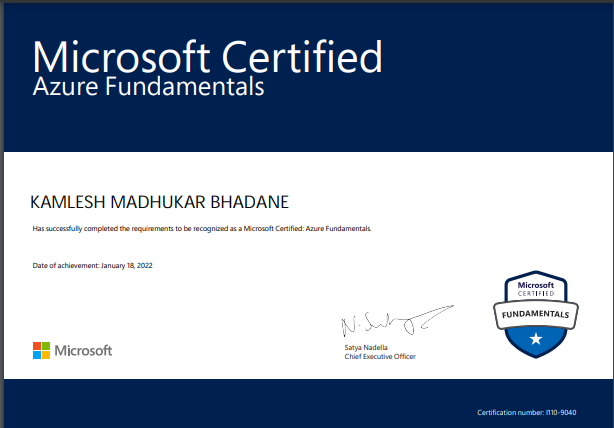 Microsoft Certified
Azure Fundamentals
KAMLESH MADHUKAR BHADANE
Has successfully completed the requirements to be recognized as a Microsoft Certified: Azure Fundamentals.
Date of achievement: January 18, 2022
Microsoft
CERTIFIED
FUNDAMENTALS
Satya Nadella
Chief Executive Officer
Microsoft
Certification number: I110-9040